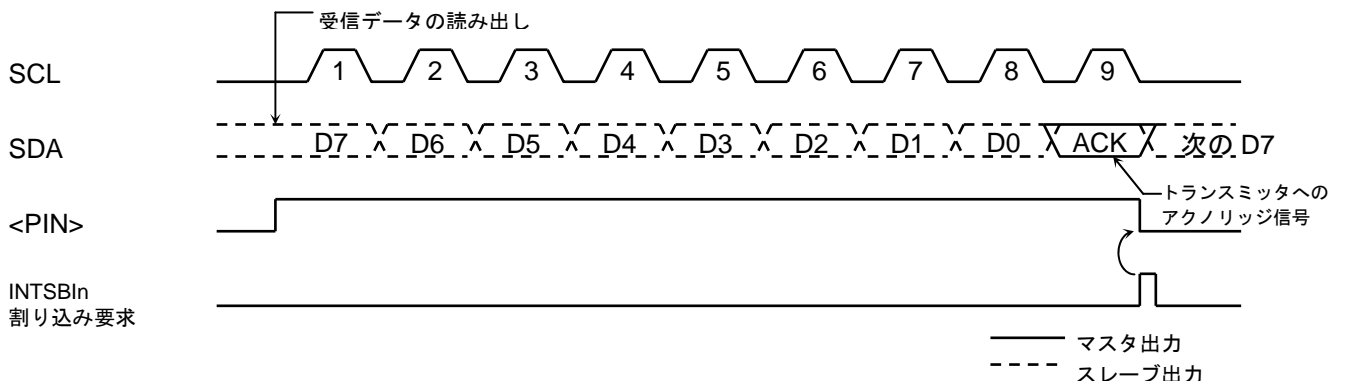 受信データの読み出し
SCL 1 2 3 4 5 6 7 8 9
SDA D7 D6 D5 D4 D3 D2 D1 D0 ACK 次の D7
トランスミッタへの
アクノリッジ信号
<PIN>
INTSBIn
割り込み要求
マスタ出力
スレーブ出力